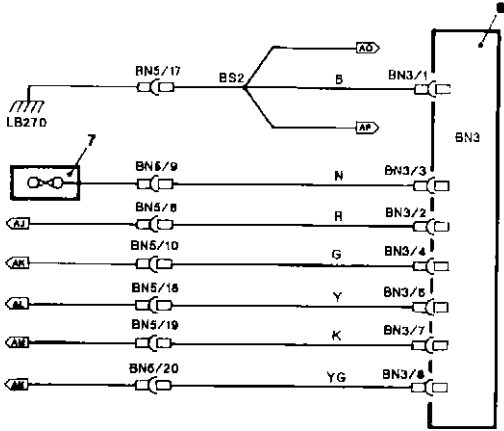 8
AO
BN5/17 BS2 B BN3/1
LB270
AP
BN3
7
BN5/9 N BN3/3
AJ BN5/8 R BN3/2
AK BN5/10 G BN3/4
AL BN5/18 Y BN3/6
AM BN5/19 K BN3/7
BN5/20 YG BN3/8